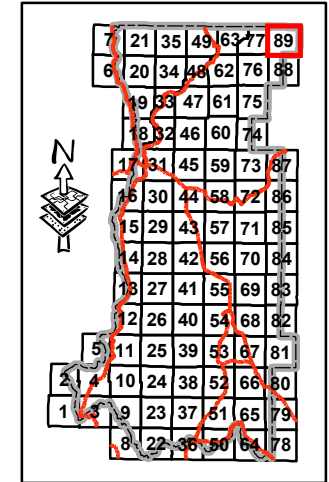 7 21 35 49 63 77 89
6 20 34 48 62 76 88
19 33 47 61 75
18 32 46 60 74
17 31 45 59 73 87
N
16 30 44 58 72 86
15 29 43 57 71 85
14 28 42 56 70 84
13 27 41 55 69 83
12 26 40 54 68 82
5 11 25 39 53 67 81
2 4 10 24 38 52 66 80
1 3 9 23 37 51 65 79
8 22 36 50 64 78